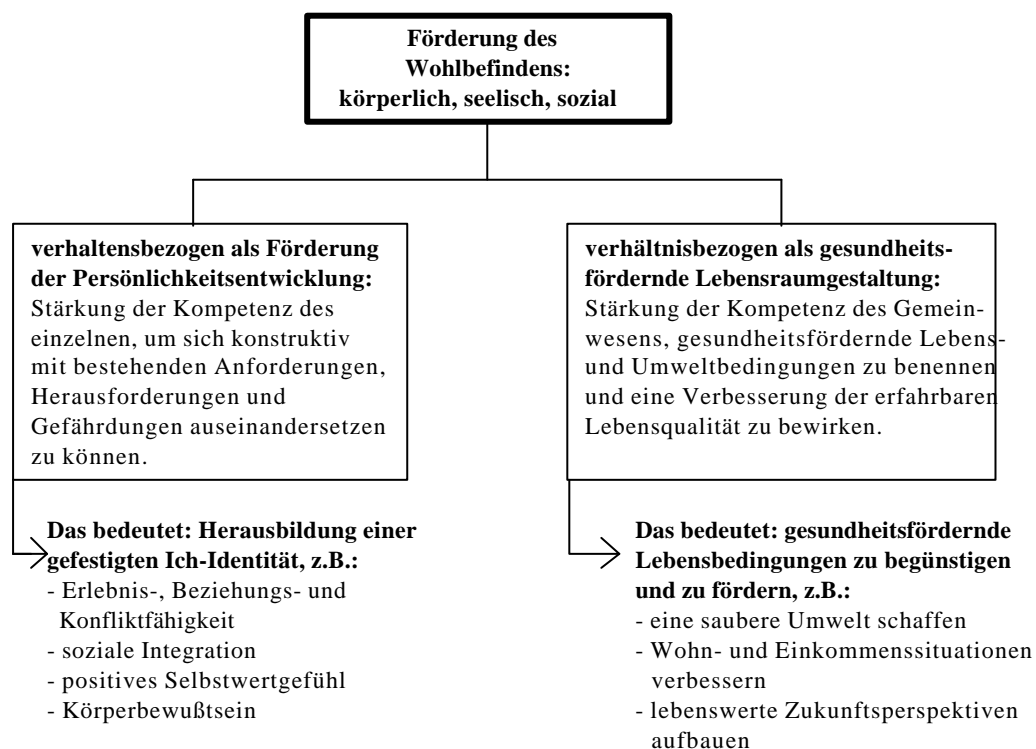 Förderung des
Wohlbefindens:
körperlich, seelisch, sozial
verhaltensbezogen als Förderung
der Persönlichkeitsentwicklung:
Stärkung der Kompetenz des
einzelnen, um sich konstruktiv
mit bestehenden Anforderungen,
Herausforderungen und
Gefährdungen auseinandersetzen
zu können.
Das bedeutet: Herausbildung einer
gefestigten Ich-Identität, z.B.:
- Erlebnis-, Beziehungs- und
Konfliktfähigkeit
- soziale Integration
- positives Selbstwertgefühl
- Körperbewußtsein
verhältnisbezogen als gesundheits-
fördernde Lebensraumgestaltung:
Stärkung der Kompetenz des Gemein-
wesens, gesundheitsfördernde Lebens-
und Umweltbedingungen zu benennen
und eine Verbesserung der erfahrbaren
Lebensqualität zu bewirken.
Das bedeutet: gesundheitsfördernde
Lebensbedingungen zu begünstigen
und zu fördern, z.B.:
- eine saubere Umwelt schaffen
- Wohn- und Einkommenssituationen
verbessern
- lebenswerte Zukunftsperspektiven
aufbauen